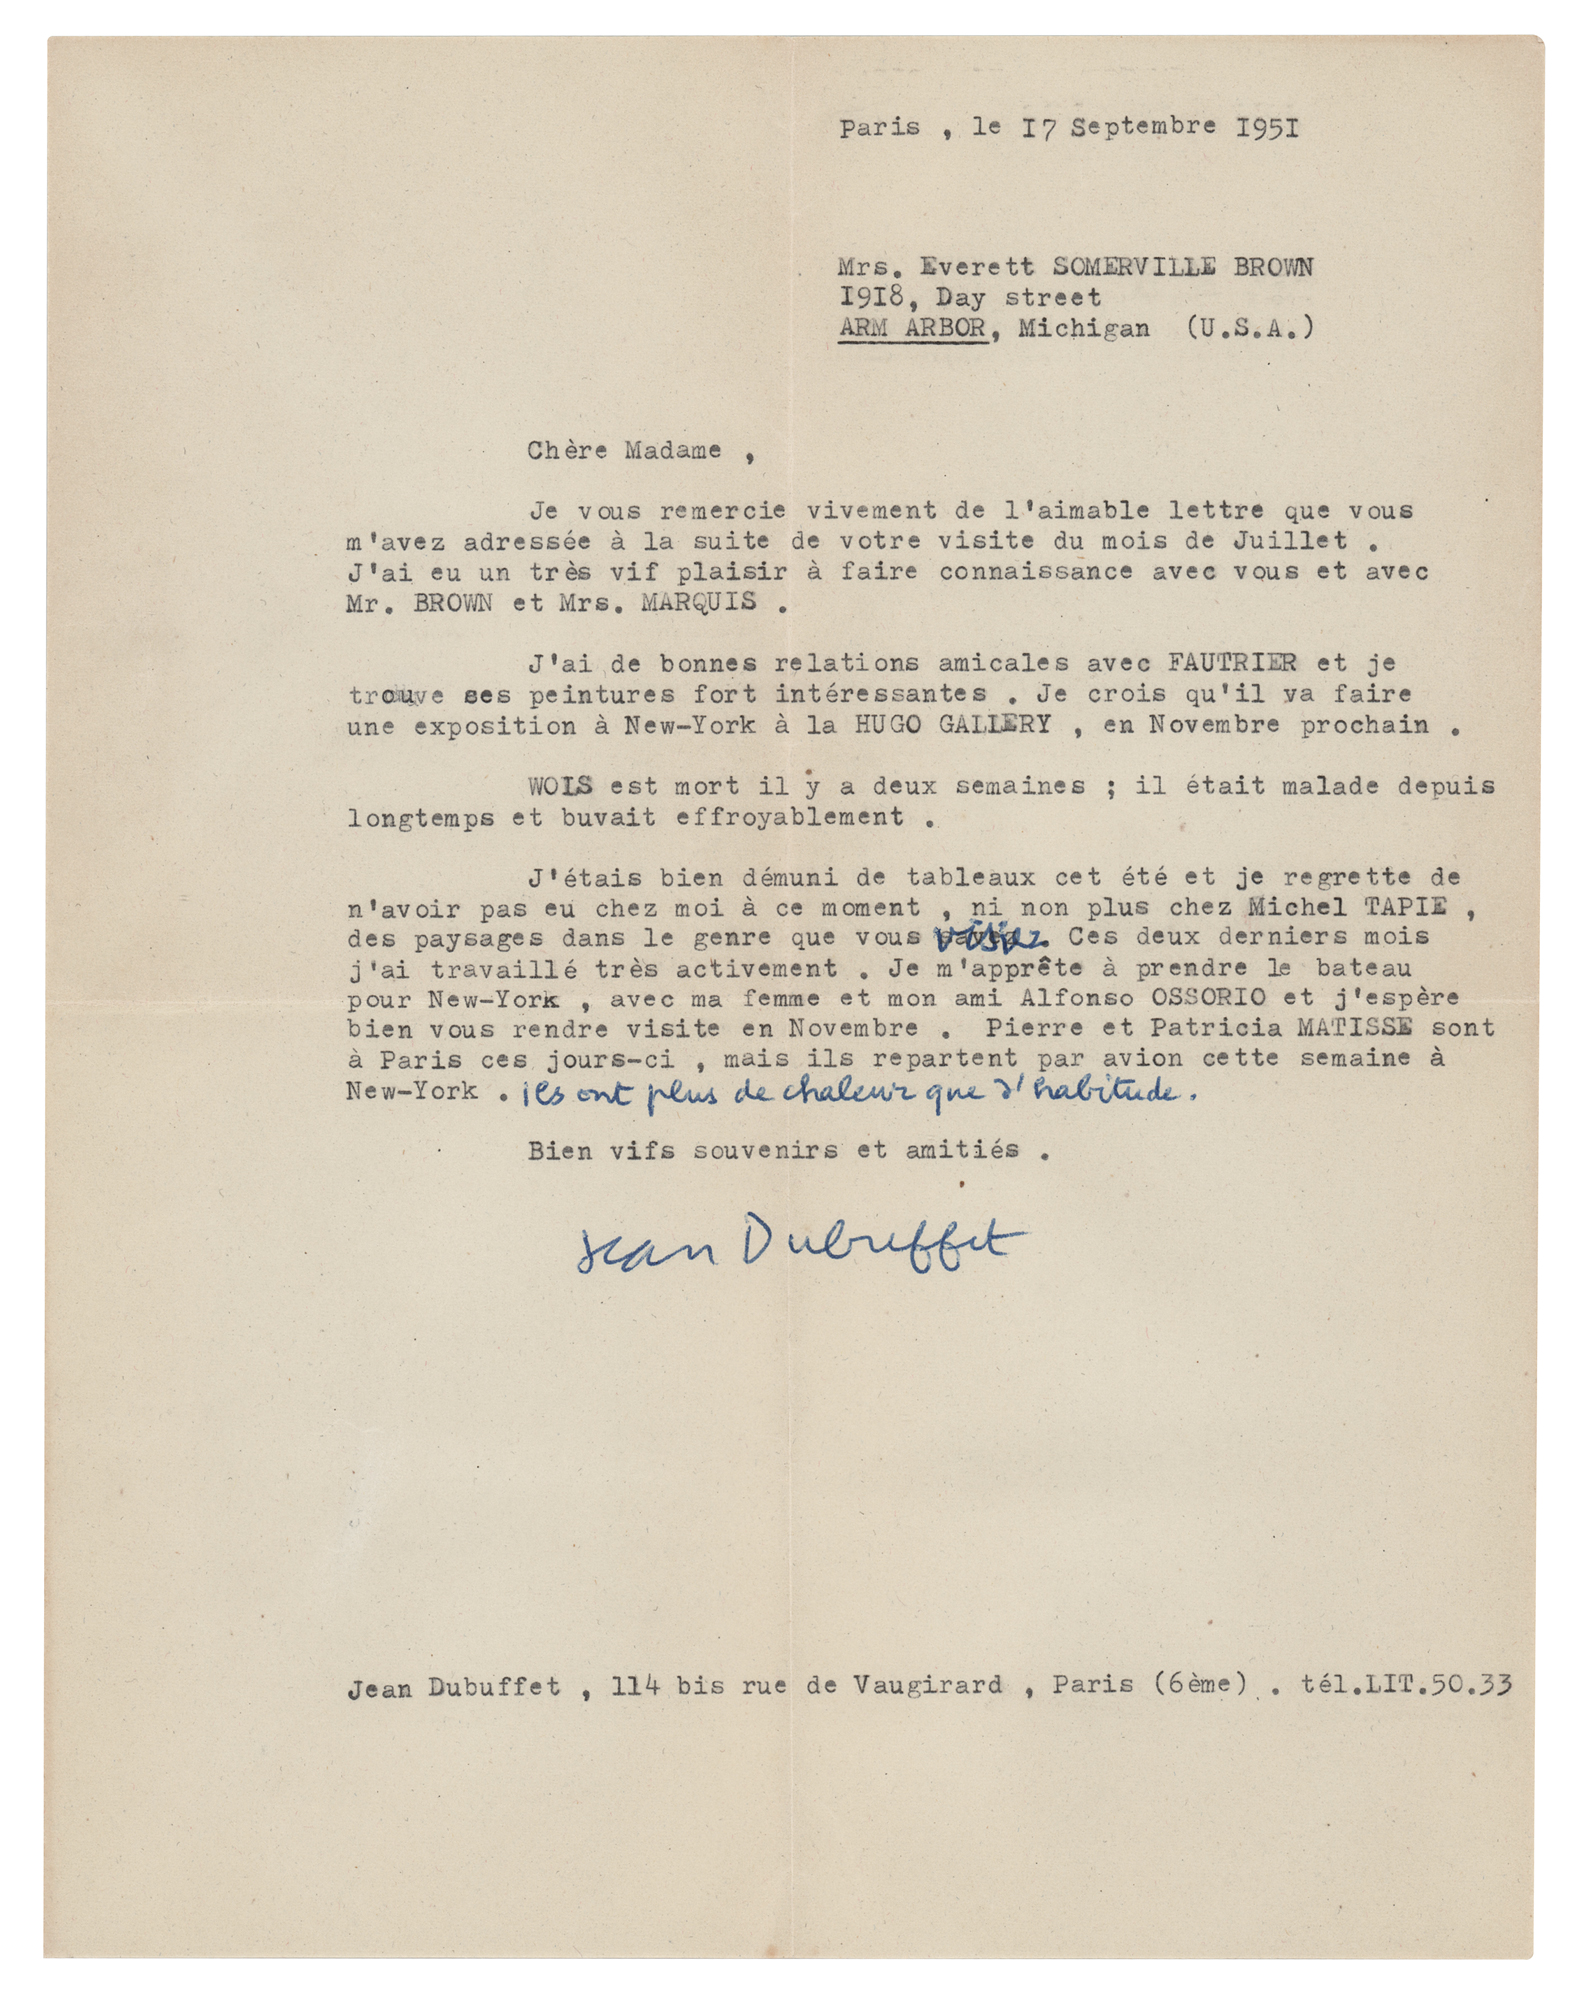 Paris , le I7 Septembre I95I
Mrs. Everett SOMERVILLE BROWN
I9I8, Day street
ARM ARBOR, Michigan (U.S.A.)
Chère Madame ,
Je vous remercie vivement de l'aimable lettre que vous
m'avez adressée à la suite de votre visite du mois de Juillet .
J'ai eu un très vif plaisir à faire connaissance avec vous et avec
Mr. BROWN et Mrs. MARQUIS .
J'ai de bonnes relations amicales avec FAUTRIER et je
trouve ses peintures fort intéressantes . Je crois qu'il va faire
une exposition à New-York à la HUGO GALLERY , en Novembre prochain .
WOLS est mort il y a deux semaines ; il était malade depuis
longtemps et buvait effroyablement .
J'étais bien démuni de tableaux cet été et je regrette de
n'avoir pas eu chez moi à ce moment , ni non plus chez Michel TAPIE ,
des paysages dans le genre que vous visiez. Ces deux derniers mois
j'ai travaillé très activement . Je m'apprête à prendre le bateau
pour New-York , avec ma femme et mon ami Alfonso OSSORIO et j'espère
bien vous rendre visite en Novembre . Pierre et Patricia MATISSE sont
à Paris ces jours-ci , mais ils repartent par avion cette semaine à
New-York . ils ont plus de chaleur que d'habitude.
Bien vifs souvenirs et amitiés .
Jean Dubuffet
Jean Dubuffet , 114 bis rue de Vaugirard , Paris (6ème) . tél.LIT.50.33